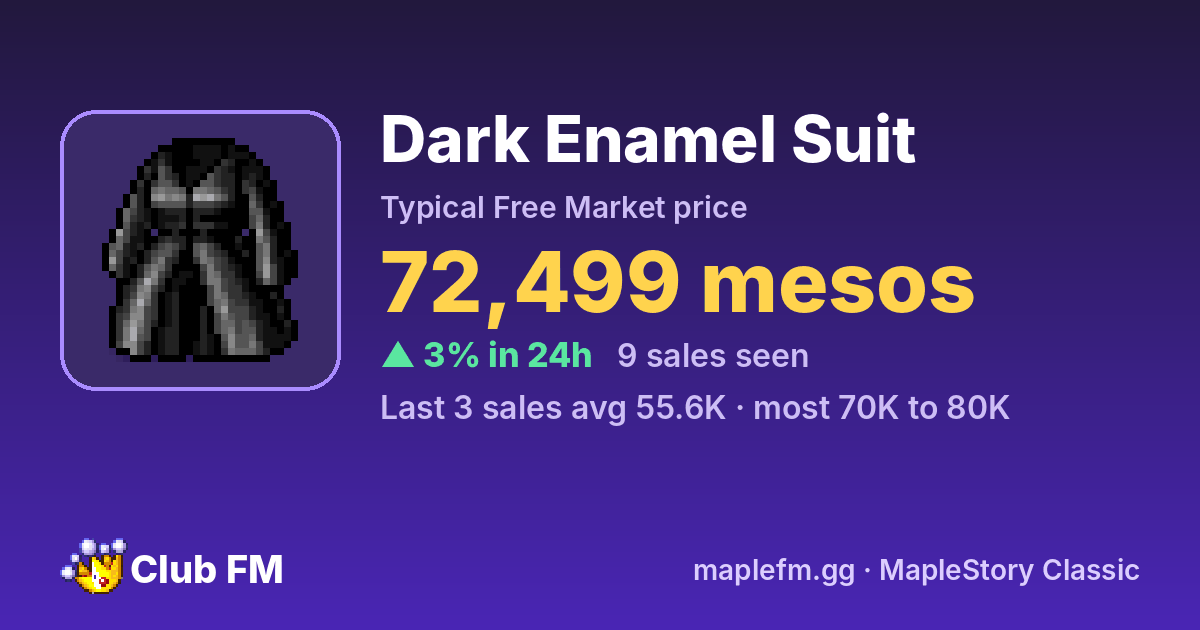 Dark Enamel Suit
Typical Free Market price
72,499 mesos
▲ 3% in 24h 9 sales seen
Last 3 sales avg 55.6K · most 70K to 80K
Club FM
maplefm.gg · MapleStory Classic